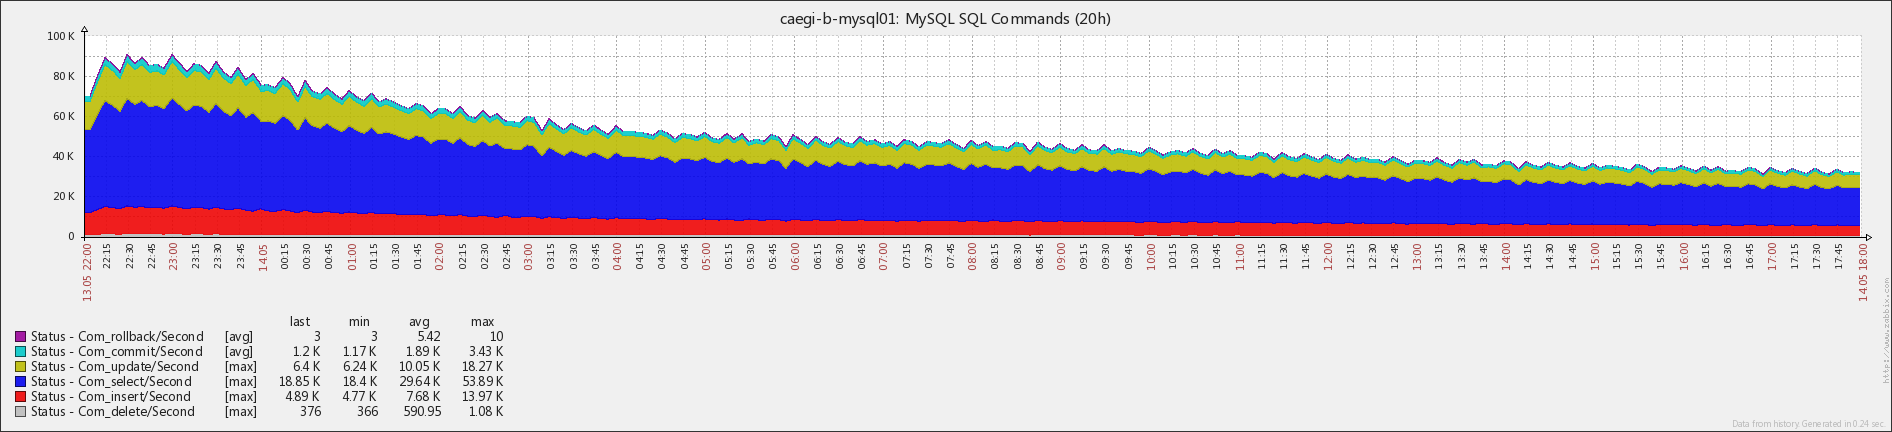 caegi-b-mysql01: MySQL SQL Commands (20h)
100 K
80 K
60 K
40 K
20 K
0
13.05 22:00 22:15 22:30 22:45 23:00 23:15 23:30 23:45 14.05 00:15 00:30 00:45 01:00 01:15 01:30 01:45 02:00 02:15 02:30 02:45 03:00 03:15 03:30 03:45 04:00 04:15 04:30 04:45 05:00 05:15 05:30 05:45 06:00 06:15 06:30 06:45 07:00 07:15 07:30 07:45 08:00 08:15 08:30 08:45 09:00 09:15 09:30 09:45 10:00 10:15 10:30 10:45 11:00 11:15 11:30 11:45 12:00 12:15 12:30 12:45 13:00 13:15 13:30 13:45 14:00 14:15 14:30 14:45 15:00 15:15 15:30 15:45 16:00 16:15 16:30 16:45 17:00 17:15 17:30 17:45 14.05 18:00
last min avg max
Status - Com_rollback/Second [avg] 3 3 5.42 10
Status - Com_commit/Second [avg] 1.2 K 1.17 K 1.89 K 3.43 K
Status - Com_update/Second [max] 6.4 K 6.24 K 10.05 K 18.27 K
Status - Com_select/Second [max] 18.85 K 18.4 K 29.64 K 53.89 K
Status - Com_insert/Second [max] 4.89 K 4.77 K 7.68 K 13.97 K
Status - Com_delete/Second [max] 376 366 590.95 1.08 K
http://www.zabbix.com
Data from history. Generated in 0.24 sec.